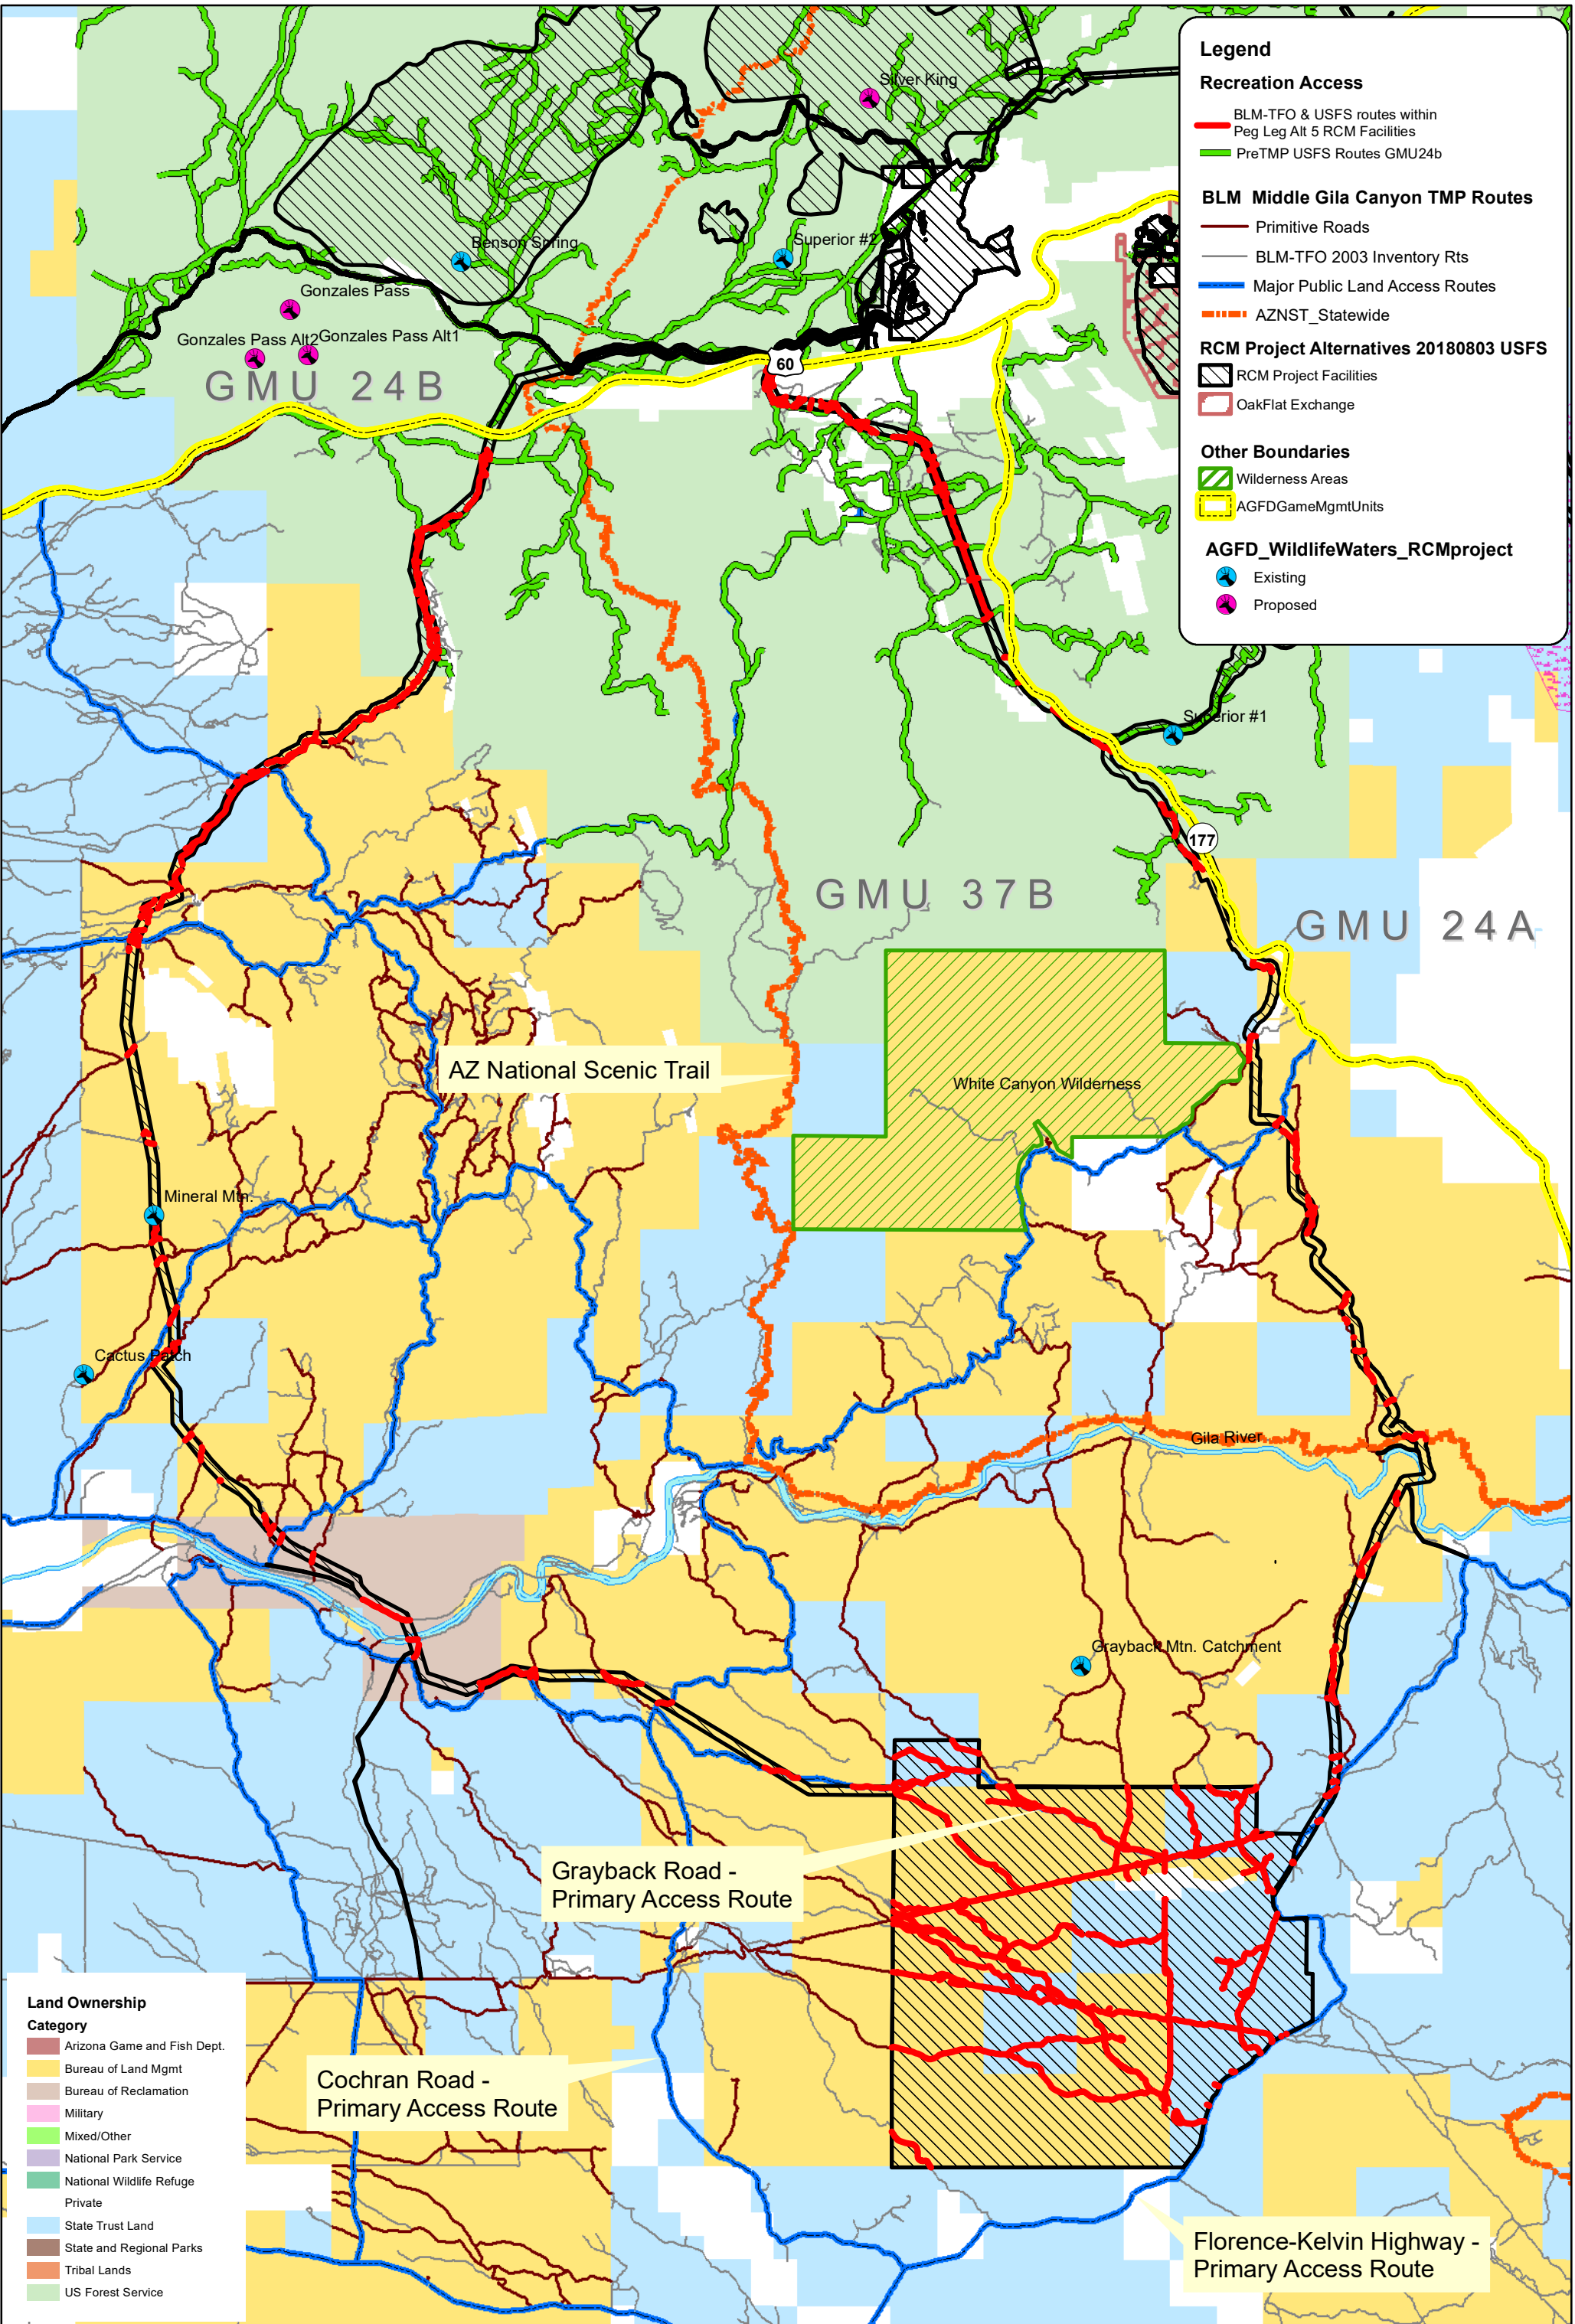 Legend
Recreation Access
BLM-TFO & USFS routes within
Peg Leg Alt 5 RCM Facilities
PreTMP USFS Routes GMU24b
BLM  Middle Gila Canyon TMP Routes
Primitive Roads
BLM-TFO 2003 Inventory Rts
Major Public Land Access Routes
AZNST_Statewide
RCM Project Alternatives 20180803 USFS
RCM Project Facilities
OakFlat Exchange
Other Boundaries
Wilderness Areas
AGFDGameMgmtUnits
AGFD_WildlifeWaters_RCMproject
Existing
Proposed
Silver King
Benson Spring
Superior #2
Gonzales Pass
Gonzales Pass Alt2
Gonzales Pass Alt1
GMU 24B
60
Superior #1
177
GMU 37B
GMU 24A
AZ National Scenic Trail
White Canyon Wilderness
Mineral Mtn.
Cactus Patch
Gila River
Grayback Mtn. Catchment
Grayback Road -
Primary Access Route
Cochran Road -
Primary Access Route
Florence-Kelvin Highway -
Primary Access Route
Land Ownership
Category
Arizona Game and Fish Dept.
Bureau of Land Mgmt
Bureau of Reclamation
Military
Mixed/Other
National Park Service
National Wildlife Refuge
Private
State Trust Land
State and Regional Parks
Tribal Lands
US Forest Service